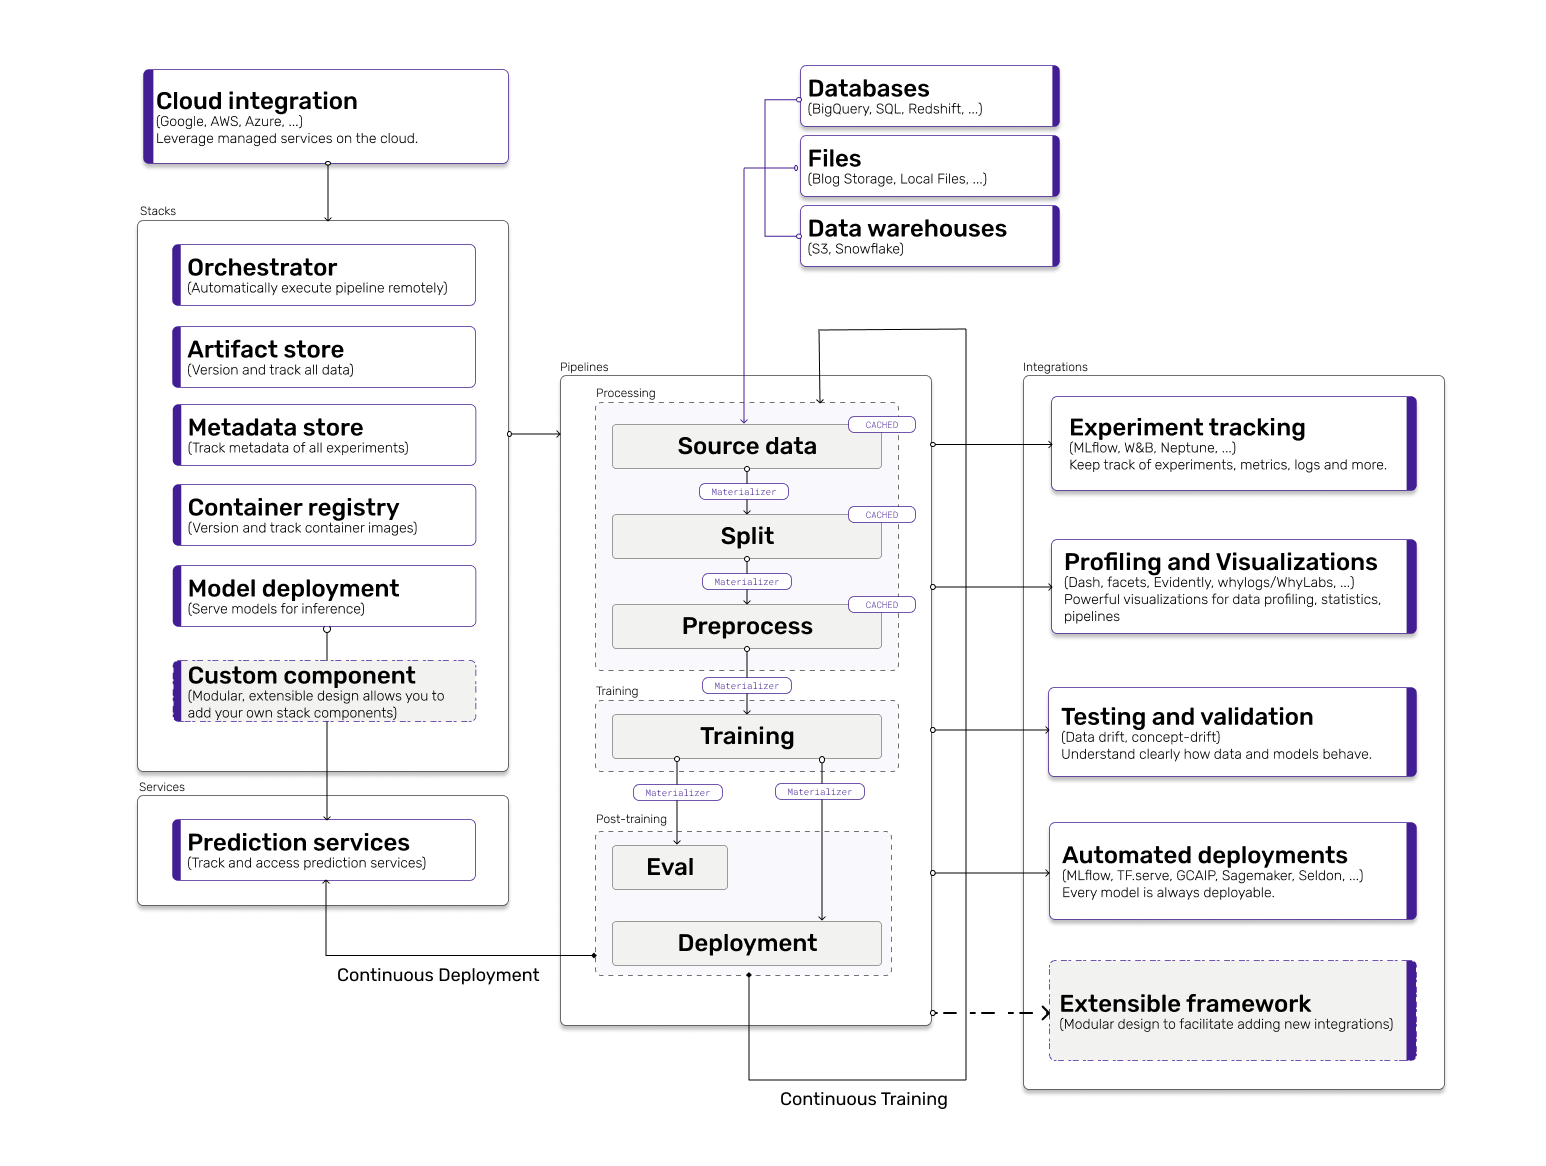 Cloud integration
(Google, AWS, Azure, ...)
Leverage managed services on the cloud.
Databases
(BigQuery, SQL, Redshift, ...)
Files
(Blog Storage, Local Files, ...)
Data warehouses
(S3, Snowflake)
Stacks
Orchestrator
(Automatically execute pipeline remotely)
Artifact store
(Version and track all data)
Metadata store
(Track metadata of all experiments)
Container registry
(Version and track container images)
Model deployment
(Serve models for inference)
Custom component
(Modular, extensible design allows you to
add your own stack components)
Services
Prediction services
(Track and access prediction services)
Continuous Deployment
Pipelines
Processing
CACHED
Source data
Materializer
CACHED
Split
Materializer
CACHED
Preprocess
Materializer
Training
Training
Materializer
Materializer
Post-training
Eval
Deployment
Continuous Training
Integrations
Experiment tracking
(MLflow, W&B, Neptune, ...)
Keep track of experiments, metrics, logs and more.
Profiling and Visualizations
(Dash, facets, Evidently, whylogs/WhyLabs, ...)
Powerful visualizations for data profiling, statistics,
pipelines
Testing and validation
(Data drift, concept-drift)
Understand clearly how data and models behave.
Automated deployments
(MLflow, TF.serve, GCAIP, Sagemaker, Seldon, ...)
Every model is always deployable.
Extensible framework
(Modular design to facilitate adding new integrations)